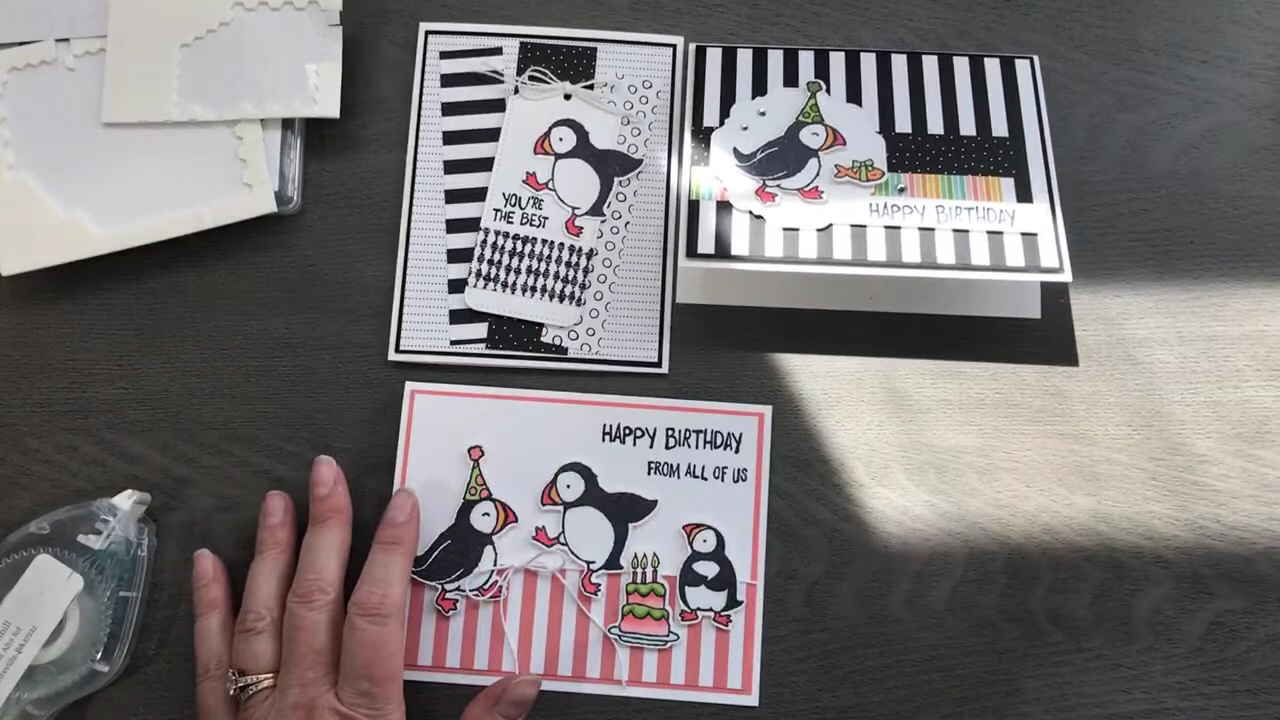 YOU'RE
THE BEST
HAPPY BIRTHDAY
HAPPY BIRTHDAY
FROM ALL OF US